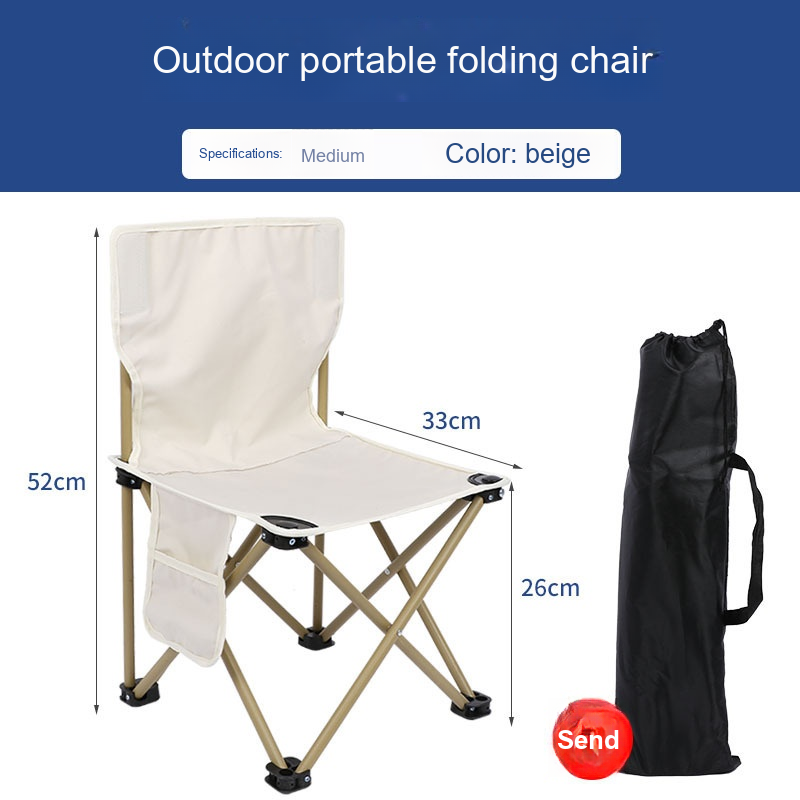 Outdoor portable folding chair
Specifications: Medium Color: beige
33cm
52cm
26cm
Send